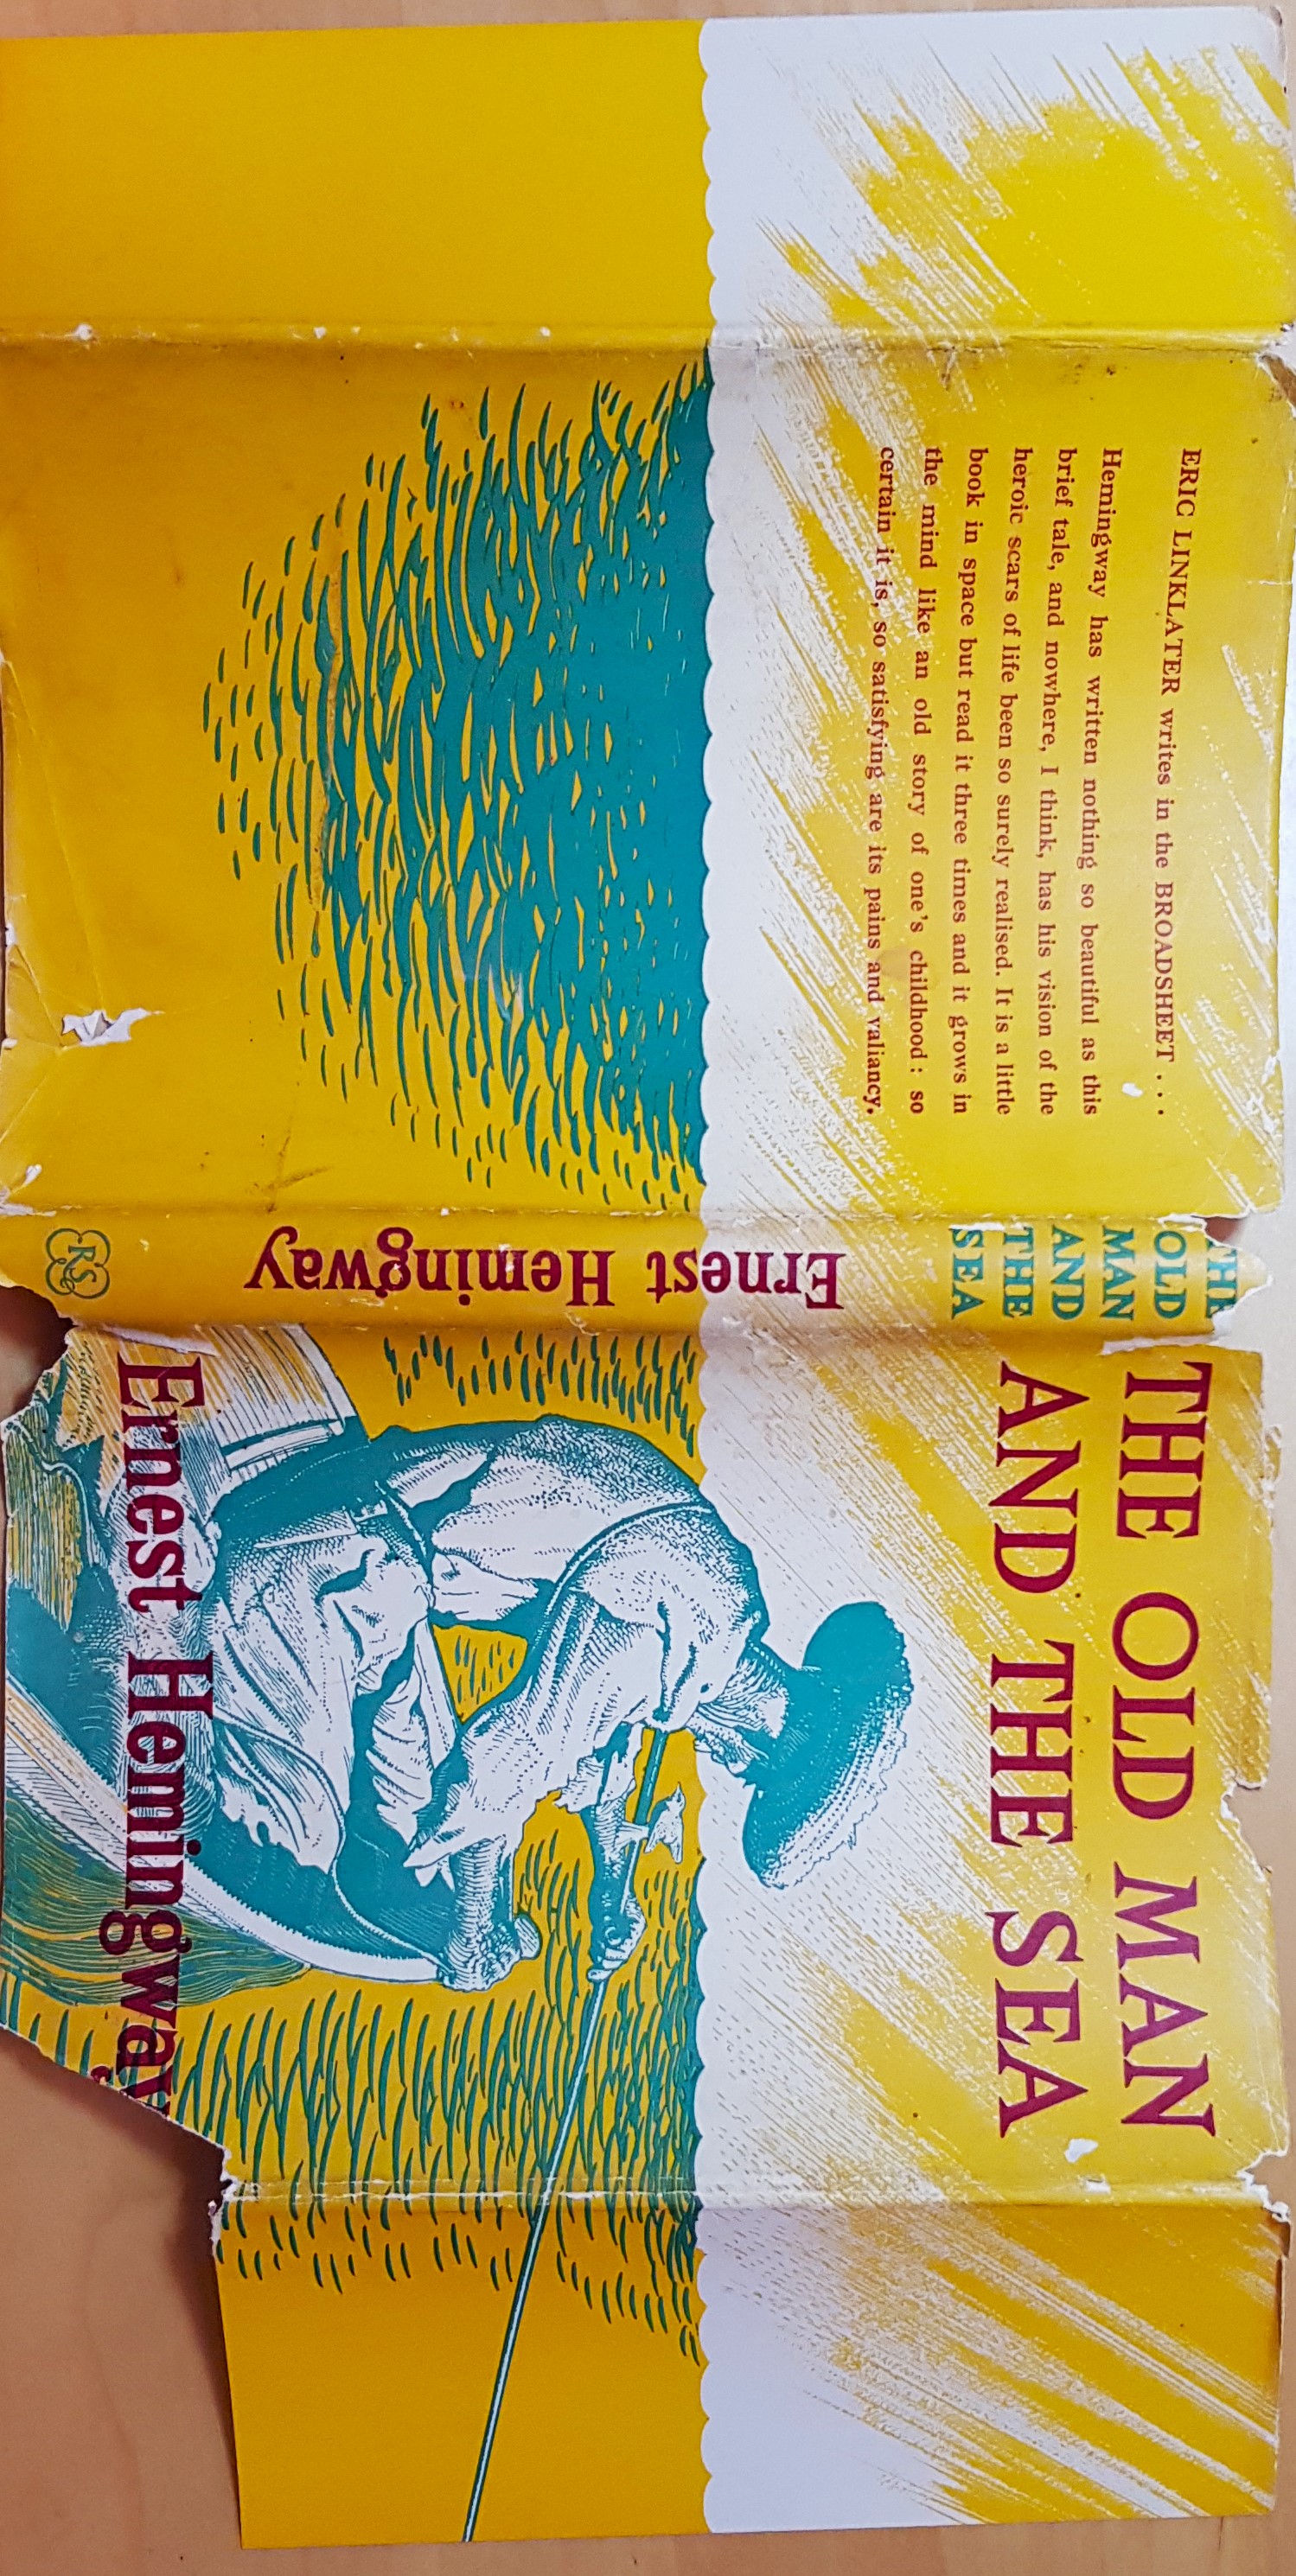 ERIC LINKLATER writes in the BROADSHEET . . .
Hemingway has written nothing so beautiful as this
brief tale, and nowhere, I think, has his vision of the
heroic scars of life been so surely realised. It is a little
book in space but read it three times and it grows in
the mind like an old story of one's childhood : so
certain it is, so satisfying are its pains and valiancy.
THE
OLD
MAN
AND
THE
SEA
Ernest Hemingway
RS
THE OLD MAN
AND THE SEA
Ernest Hemingway